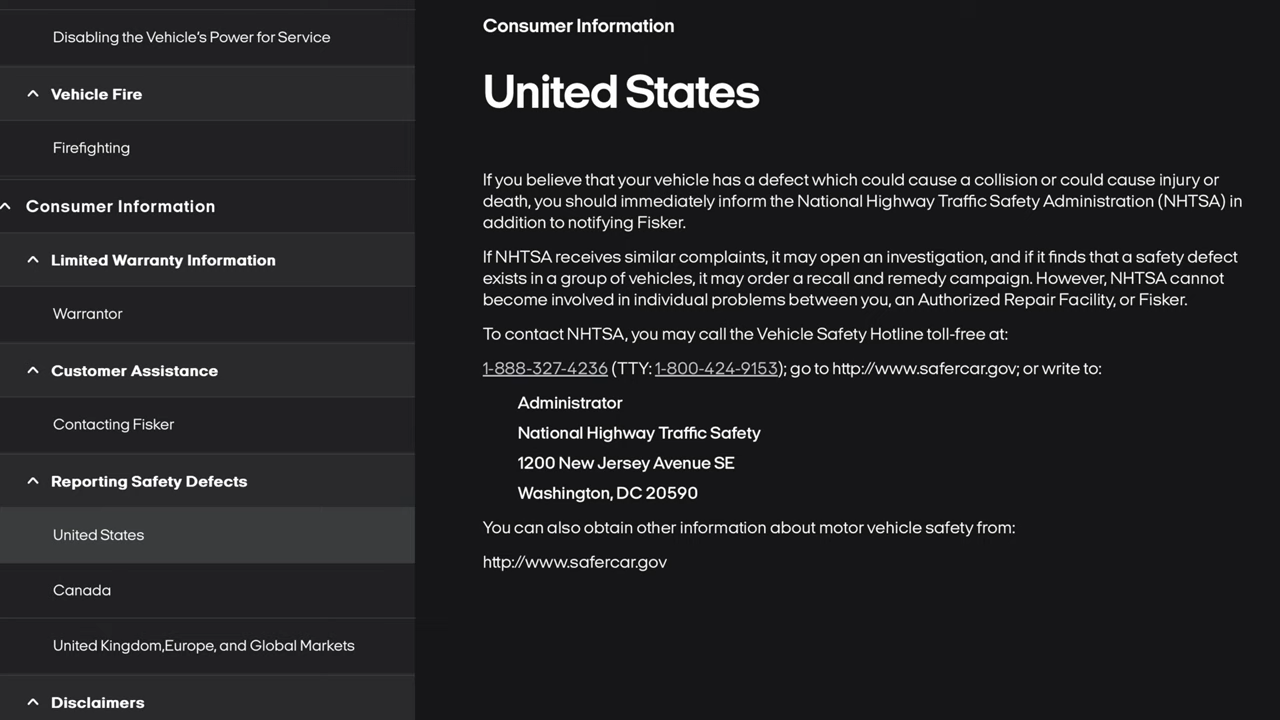 Disabling the Vehicle's Power for Service
Vehicle Fire
Firefighting
Consumer Information
Limited Warranty Information
Warrantor
Customer Assistance
Contacting Fisker
Reporting Safety Defects
United States
Canada
United Kingdom,Europe, and Global Markets
Disclaimers
Consumer Information
United States
If you believe that your vehicle has a defect which could cause a collision or could cause injury or
death, you should immediately inform the National Highway Traffic Safety Administration (NHTSA) in
addition to notifying Fisker.
If NHTSA receives similar complaints, it may open an investigation, and if it finds that a safety defect
exists in a group of vehicles, it may order a recall and remedy campaign. However, NHTSA cannot
become involved in individual problems between you, an Authorized Repair Facility, or Fisker.
To contact NHTSA, you may call the Vehicle Safety Hotline toll-free at:
1-888-327-4236 (TTY: 1-800-424-9153); go to http://www.safercar.gov; or write to:
Administrator
National Highway Traffic Safety
1200 New Jersey Avenue SE
Washington, DC 20590
You can also obtain other information about motor vehicle safety from:
http://www.safercar.gov